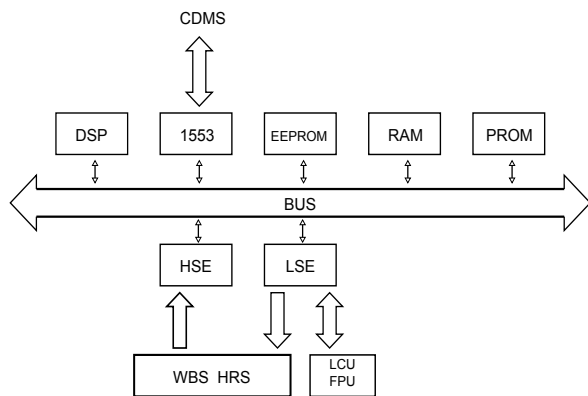 CDMS
DSP 1553 EEPROM RAM PROM
BUS
HSE LSE
WBS HRS
LCU
FPU